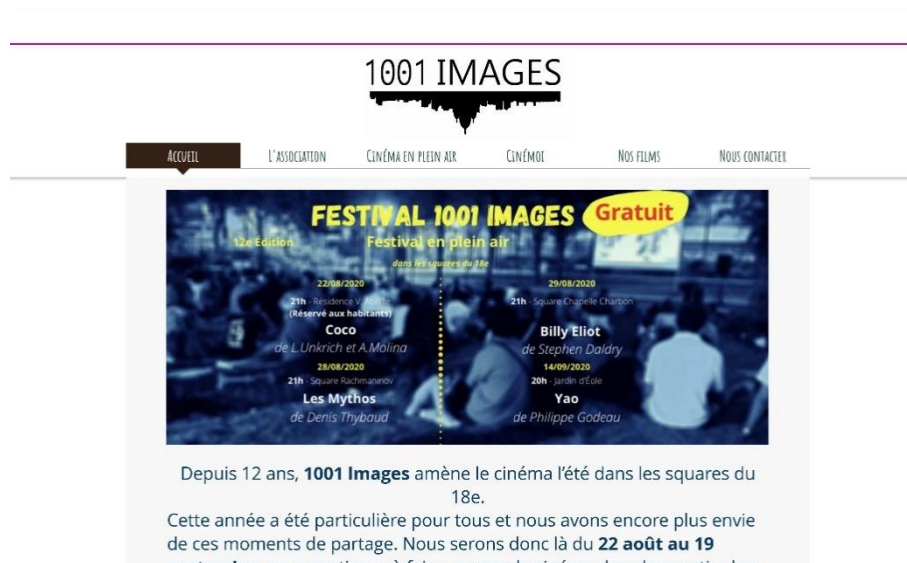 1001 IMAGES
ACCUEIL
L'ASSOCIATION
CINÉMA EN PLEIN AIR
CINÉMOI
NOS FILMS
NOUS CONTACTER
FESTIVAL 1001 IMAGES Gratuit
12e Édition
Festival en plein air
dans les squares du 18e
22/08/2020
21h - Résidence V.
(Réservé aux habitants)
Coco
de L.Unkrich et A.Molina
28/08/2020
21h - Square Rachmaninov
Les Mythos
de Denis Thybaud
29/08/2020
21h - Square Chapelle Charbon
Billy Eliot
de Stephen Daldry
14/09/2020
20h - Jardin d'Éole
Yao
de Philippe Godeau
Depuis 12 ans, 1001 Images amène le cinéma l'été dans les squares du
18e.
Cette année a été particulière pour tous et nous avons encore plus envie
de ces moments de partage. Nous serons donc là du 22 août au 19